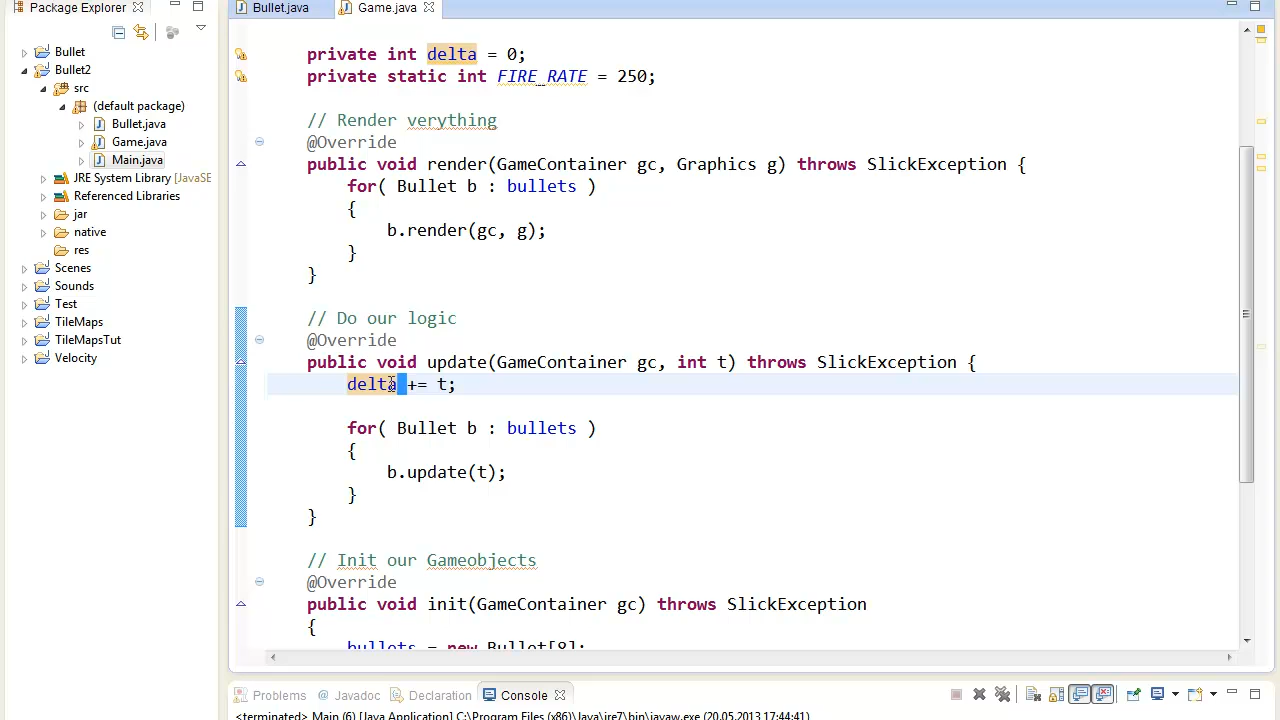 Package Explorer
Bullet.java
Game.java
Bullet
Bullet2
src
(default package)
Bullet.java
Game.java
Main.java
JRE System Library [JavaSE
Referenced Libraries
jar
native
res
Scenes
Sounds
Test
TileMaps
TileMapsTut
Velocity
private int delta = 0;
private static int FIRE_RATE = 250;
// Render verything
@Override
public void render(GameContainer gc, Graphics g) throws SlickException {
for( Bullet b : bullets )
{
b.render(gc, g);
}
}
// Do our logic
@Override
public void update(GameContainer gc, int t) throws SlickException {
delta += t;
for( Bullet b : bullets )
{
b.update(t);
}
}
// Init our Gameobjects
@Override
public void init(GameContainer gc) throws SlickException
{
bullets = new Bullet[8];
Problems @ Javadoc Declaration Console
<terminated> Main (6) [Java Application] C:\Program Files (x86)\Java\jre7\bin\javaw.exe (20.05.2013 17:44:41)